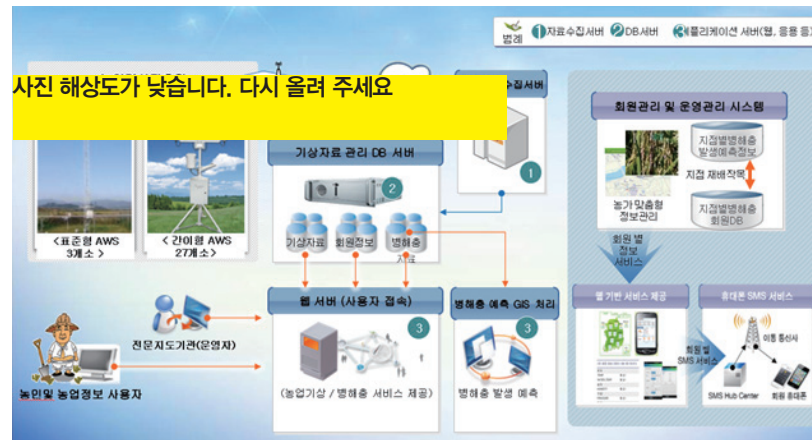 범례 1 자료수집서버 2 DB서버 3 애플리케이션 서버(웹, 응용 등)
사진 해상도가 낮습니다. 다시 올려 주세요
수집서버
1
회원관리 및 운영관리 시스템
지점별병해충
발생예측정보
지점 재배작목
농가맞춤형
정보관리
지점별병해충
회원DB
기상자료 관리 DB 서버
2
기상자료
회원정보
병해충
자료
<표준형 AWS
3개소>
<간이형 AWS
27개소>
회원 별
정보
서비스
웹 서버 (사용자 접속)
3
(농업기상 / 병해충 서비스 제공)
병해충 예측 GIS 처리
3
병해충 발생 예측
전문지도기관(운영자)
농인및 농업정보 사용자
웹 기반 서비스 제공
회원 별
SMS 서비스
휴대폰 SMS 서비스
이동 통신사
SMS Hub Center
회원 휴대폰